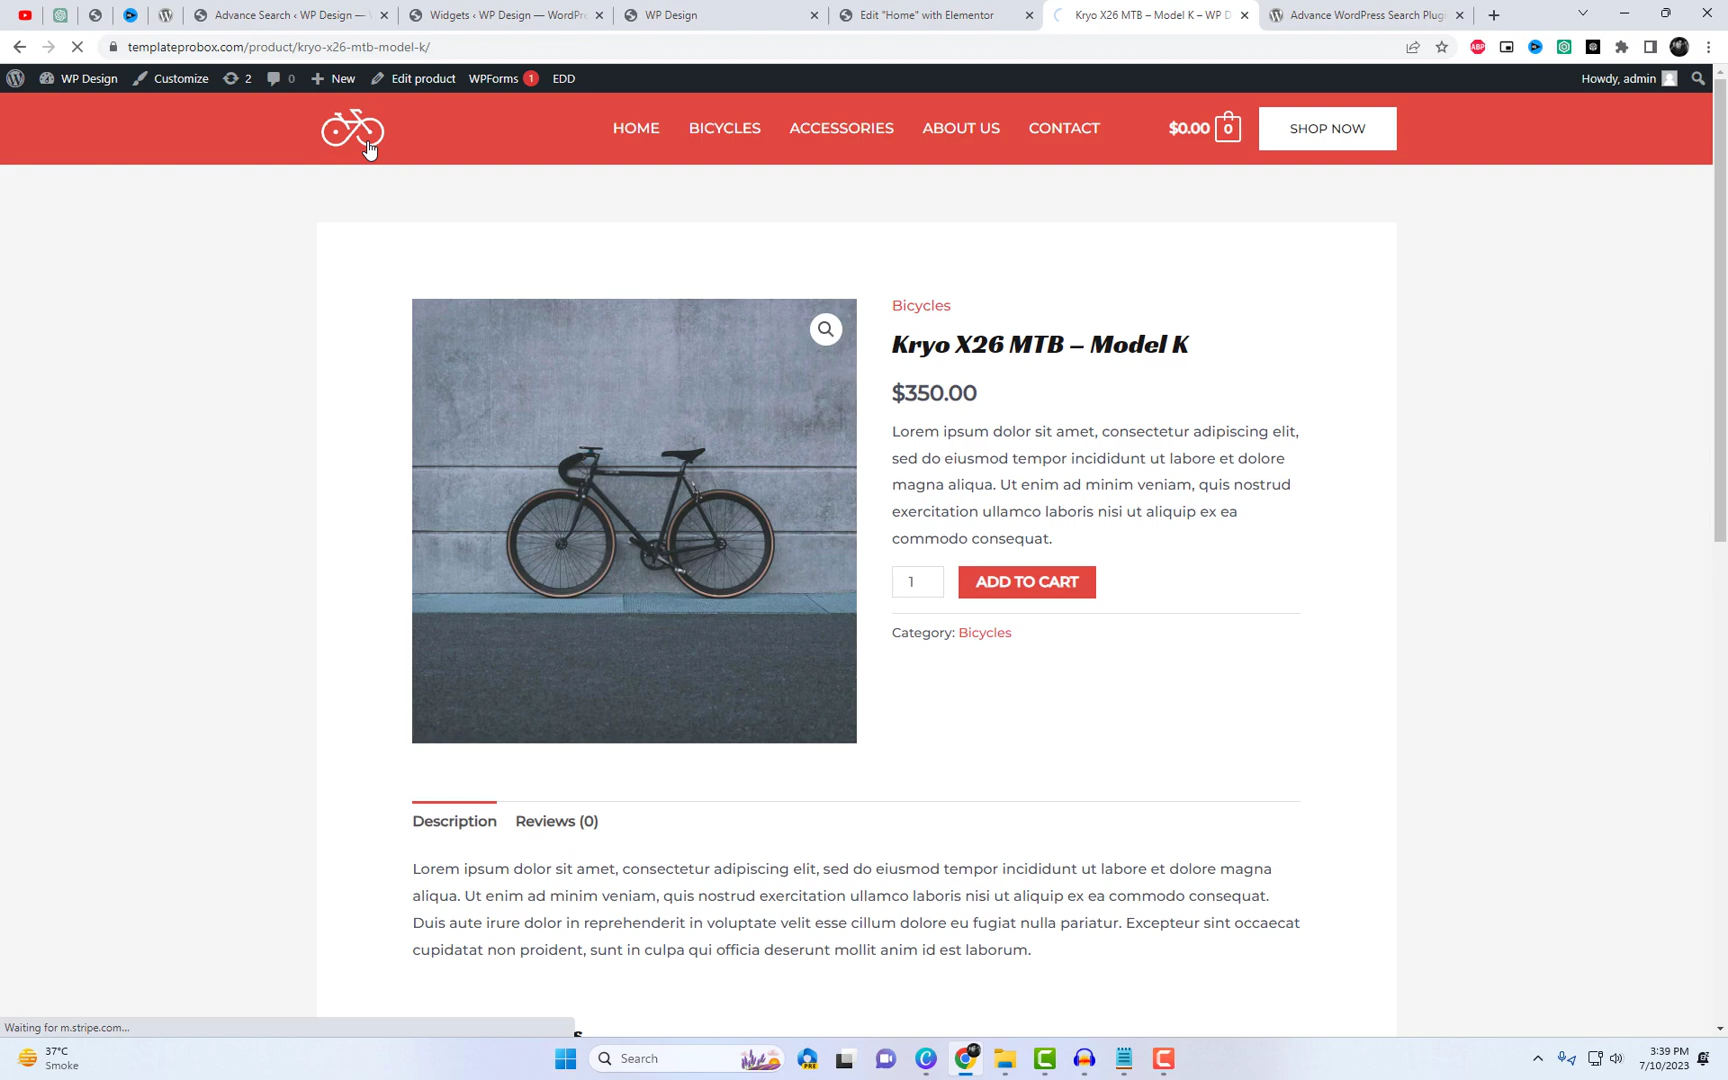 Advance Search ‹ WP Design —
Widgets ‹ WP Design — WordPr
WP Design
Edit "Home" with Elementor
Kryo X26 MTB – Model K – WP D
Advance WordPress Search Plug
templateprobox.com/product/kryo-x26-mtb-model-k/
ABP
WP Design
Customize
2
0
New
Edit product
WPForms 1
EDD
Howdy, admin
HOME
BICYCLES
ACCESSORIES
ABOUT US
CONTACT
$0.00 0
SHOP NOW
Bicycles
Kryo X26 MTB – Model K
$350.00
Lorem ipsum dolor sit amet, consectetur adipiscing elit,
sed do eiusmod tempor incididunt ut labore et dolore
magna aliqua. Ut enim ad minim veniam, quis nostrud
exercitation ullamco laboris nisi ut aliquip ex ea
commodo consequat.
1
ADD TO CART
Category: Bicycles
Description
Reviews (0)
Lorem ipsum dolor sit amet, consectetur adipiscing elit, sed do eiusmod tempor incididunt ut labore et dolore magna
aliqua. Ut enim ad minim veniam, quis nostrud exercitation ullamco laboris nisi ut aliquip ex ea commodo consequat.
Duis aute irure dolor in reprehenderit in voluptate velit esse cillum dolore eu fugiat nulla pariatur. Excepteur sint occaecat
cupidatat non proident, sunt in culpa qui officia deserunt mollit anim id est laborum.
Waiting for m.stripe.com...
37°C
Smoke
Search
PRE
3:39 PM
7/10/2023